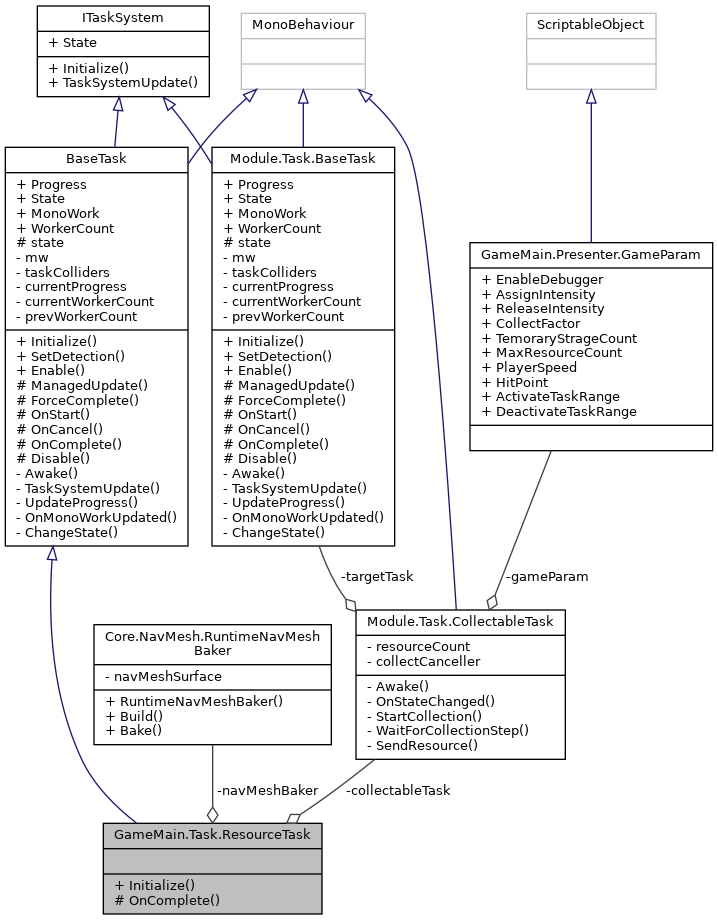 ITaskSystem
+ State
+ Initialize()
+ TaskSystemUpdate()
MonoBehaviour
ScriptableObject
BaseTask
+ Progress
+ State
+ MonoWork
+ WorkerCount
# state
- mw
- taskColliders
- currentProgress
- currentWorkerCount
- prevWorkerCount
+ Initialize()
+ SetDetection()
+ Enable()
# ManagedUpdate()
# ForceComplete()
# OnStart()
# OnCancel()
# OnComplete()
# Disable()
- Awake()
- TaskSystemUpdate()
- UpdateProgress()
- OnMonoWorkUpdated()
- ChangeState()
Module.Task.BaseTask
+ Progress
+ State
+ MonoWork
+ WorkerCount
# state
- mw
- taskColliders
- currentProgress
- currentWorkerCount
- prevWorkerCount
+ Initialize()
+ SetDetection()
+ Enable()
# ManagedUpdate()
# ForceComplete()
# OnStart()
# OnCancel()
# OnComplete()
# Disable()
- Awake()
- TaskSystemUpdate()
- UpdateProgress()
- OnMonoWorkUpdated()
- ChangeState()
GameMain.Presenter.GameParam
+ EnableDebugger
+ AssignIntensity
+ ReleaseIntensity
+ CollectFactor
+ TemoraryStrageCount
+ MaxResourceCount
+ PlayerSpeed
+ HitPoint
+ ActivateTaskRange
+ DeactivateTaskRange
-targetTask
-gameParam
Core.NavMesh.RuntimeNavMesh
Baker
- navMeshSurface
+ RuntimeNavMeshBaker()
+ Build()
+ Bake()
Module.Task.CollectableTask
- resourceCount
- collectCanceller
- Awake()
- OnStateChanged()
- StartCollection()
- WaitForCollectionStep()
- SendResource()
-navMeshBaker
-collectableTask
GameMain.Task.ResourceTask
+ Initialize()
# OnComplete()